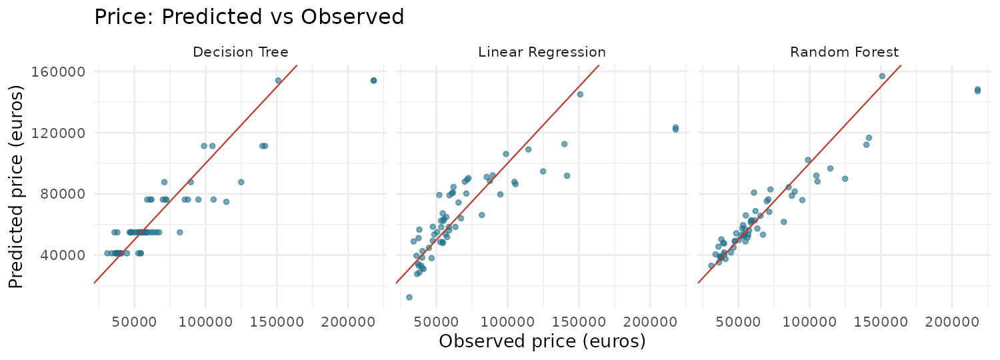 Price: Predicted vs Observed
Decision Tree
Linear Regression
Random Forest
Predicted price (euros)
160000
120000
80000
40000
50000 100000 150000 200000
50000 100000 150000 200000
50000 100000 150000 200000
Observed price (euros)